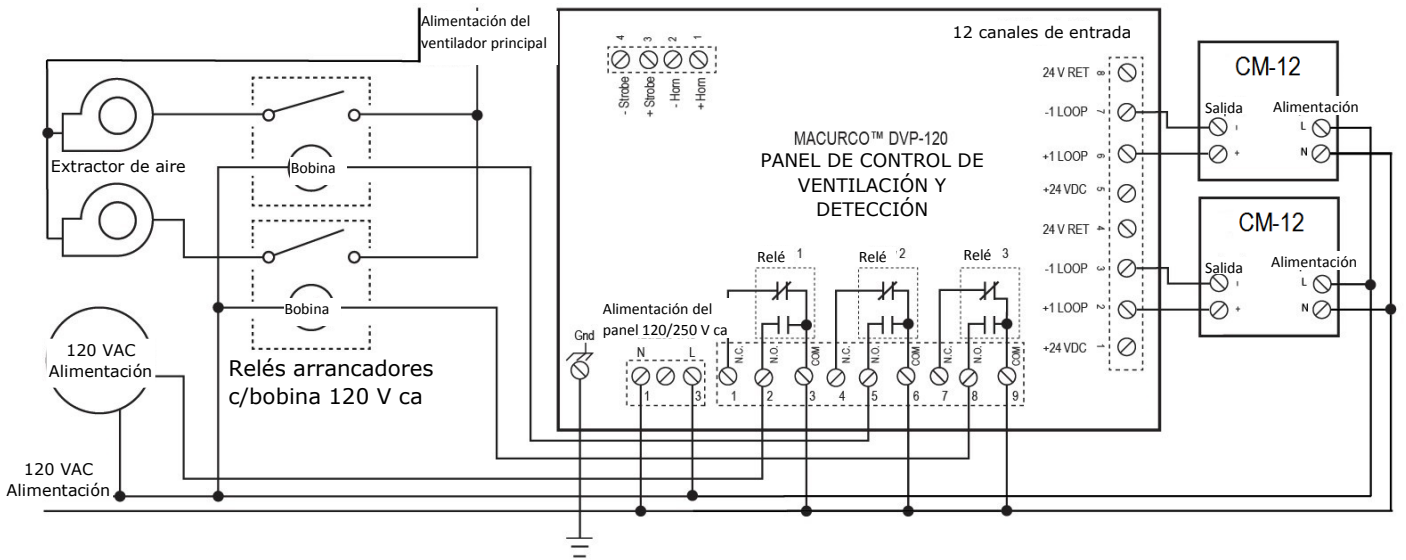 Alimentación del
ventilador principal
12 canales de entrada
4 3 2 1
- Strobe
+ Strobe
- Horn
+ Horn
MACURCO™ DVP-120
PANEL DE CONTROL DE
VENTILACIÓN Y
DETECCIÓN
24 V RET 8
-1 LOOP 7
+1 LOOP 6
+24 VDC 5
24 V RET 4
-1 LOOP 3
+1 LOOP 2
+24 VDC 1
CM-12
Salida Alimentación
- L
+ N
CM-12
Salida Alimentación
- L
+ N
Extractor de aire
Bobina
Bobina
Relés arrancadores
c/bobina 120 V ca
120 VAC
Alimentación
120 VAC
Alimentación
Relé 1
Relé 2
Relé 3
Alimentación del
panel 120/250 V ca
Gnd
N L
1 3
N.C. N.O. COM N.C. N.O. COM N.C. N.O. COM
1 2 3 4 5 6 7 8 9